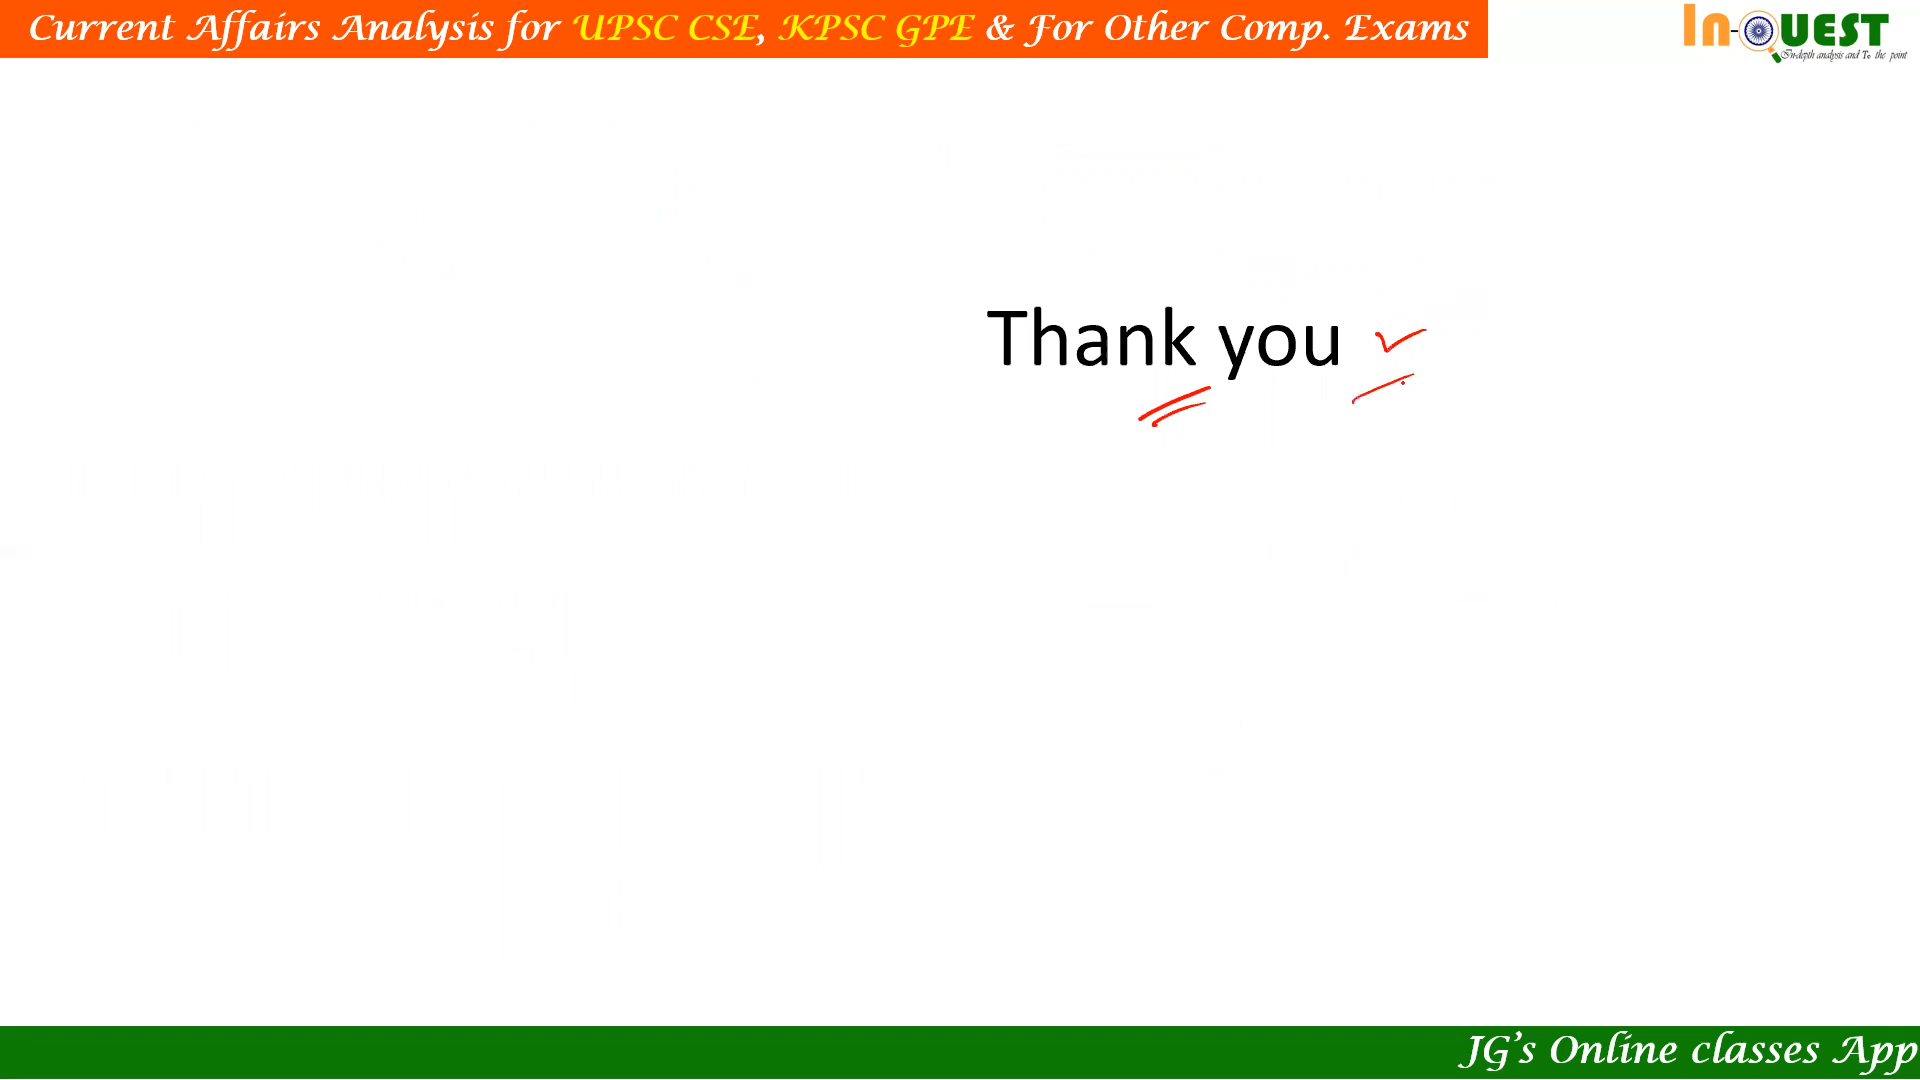 Current Affairs Analysis for UPSC CSE, KPSC GPE & For Other Comp. Exams
In-QUEST
In-depth analysis and To the point
Thank you
JG's Online classes App